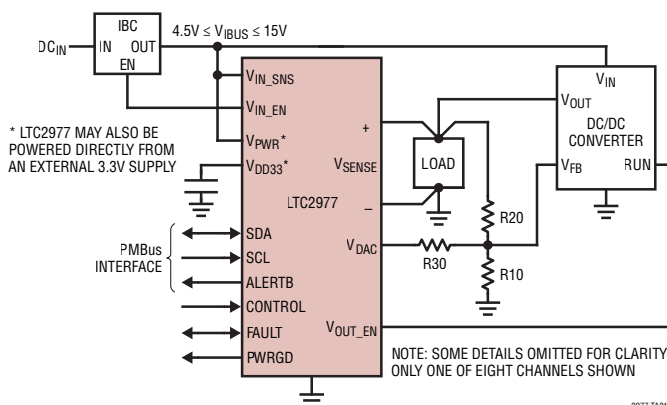 IBC
4.5V ≤ VIBUS ≤ 15V
DCIN
IN OUT
EN
VIN_SNS
VIN_EN
VPWR*
VDD33*
* LTC2977 MAY ALSO BE
POWERED DIRECTLY FROM
AN EXTERNAL 3.3V SUPPLY
LTC2977
+
VSENSE
–
LOAD
VIN
VOUT
DC/DC
CONVERTER
VFB
RUN
R20
VDAC
R30
R10
PMBus
INTERFACE
SDA
SCL
ALERTB
CONTROL
FAULT
PWRGD
VOUT_EN
NOTE: SOME DETAILS OMITTED FOR CLARITY
ONLY ONE OF EIGHT CHANNELS SHOWN